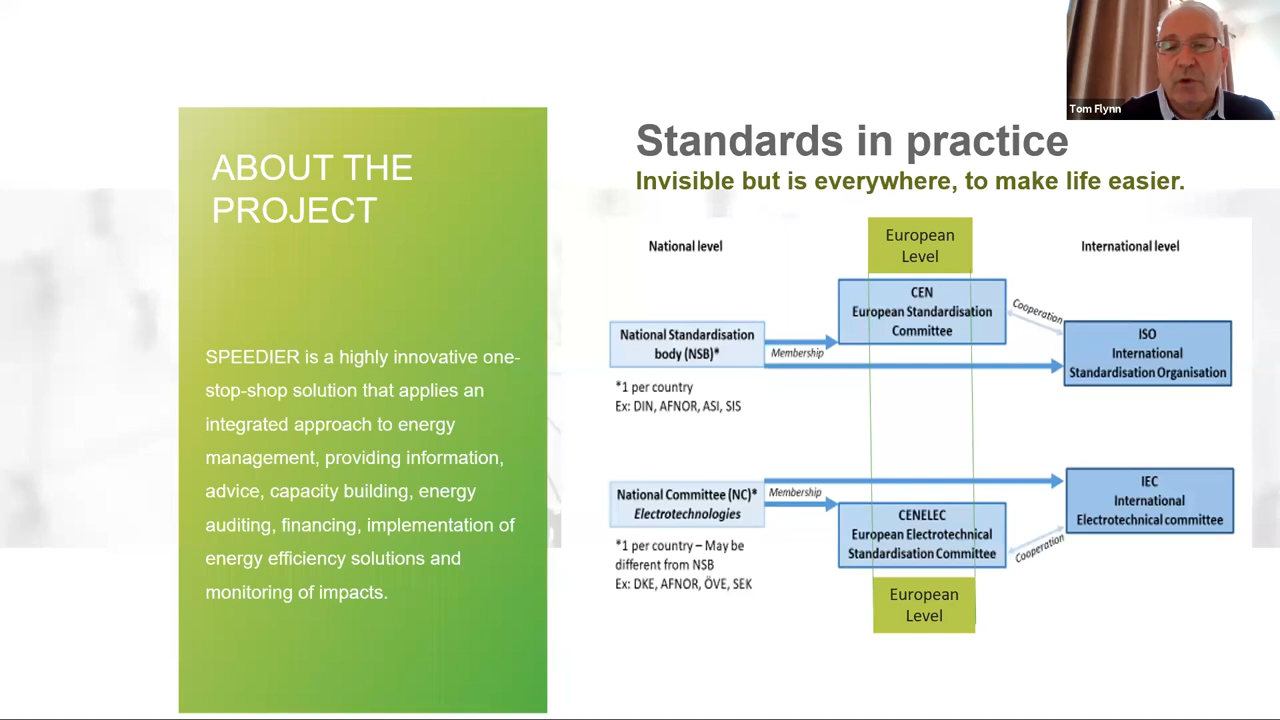 Tom Flynn
ABOUT THE
PROJECT
SPEEDIER is a highly innovative one-
stop-shop solution that applies an
integrated approach to energy
management, providing information,
advice, capacity building, energy
auditing, financing, implementation of
energy efficiency solutions and
monitoring of impacts.
Standards in practice
Invisible but is everywhere, to make life easier.
National level
European
Level
International level
National Standardisation
body (NSB)*
Membership
CEN
European Standardisation
Committee
Cooperation
ISO
International
Standardisation Organisation
*1 per country
Ex: DIN, AFNOR, ASI, SIS
National Committee (NC)*
Electrotechnologies
Membership
CENELEC
European Electrotechnical
Standardisation Committee
Cooperation
IEC
International
Electrotechnical committee
*1 per country – May be
different from NSB
Ex: DKE, AFNOR, ÖVE, SEK
European
Level